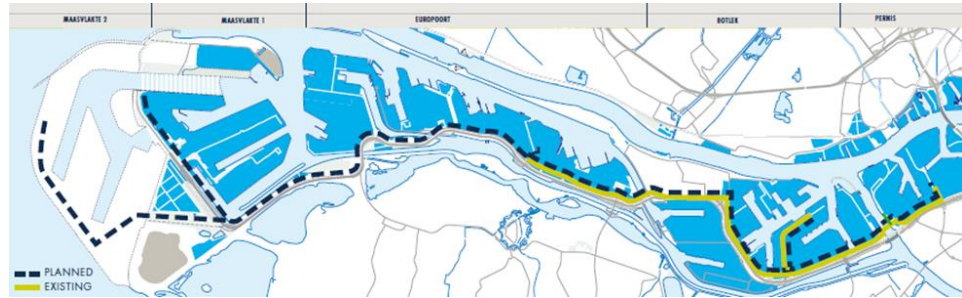 MAASVLAKTE 2
MAASVLAKTE 1
EUROPOORT
BOTLEK
PERNIS
PLANNED
EXISTING